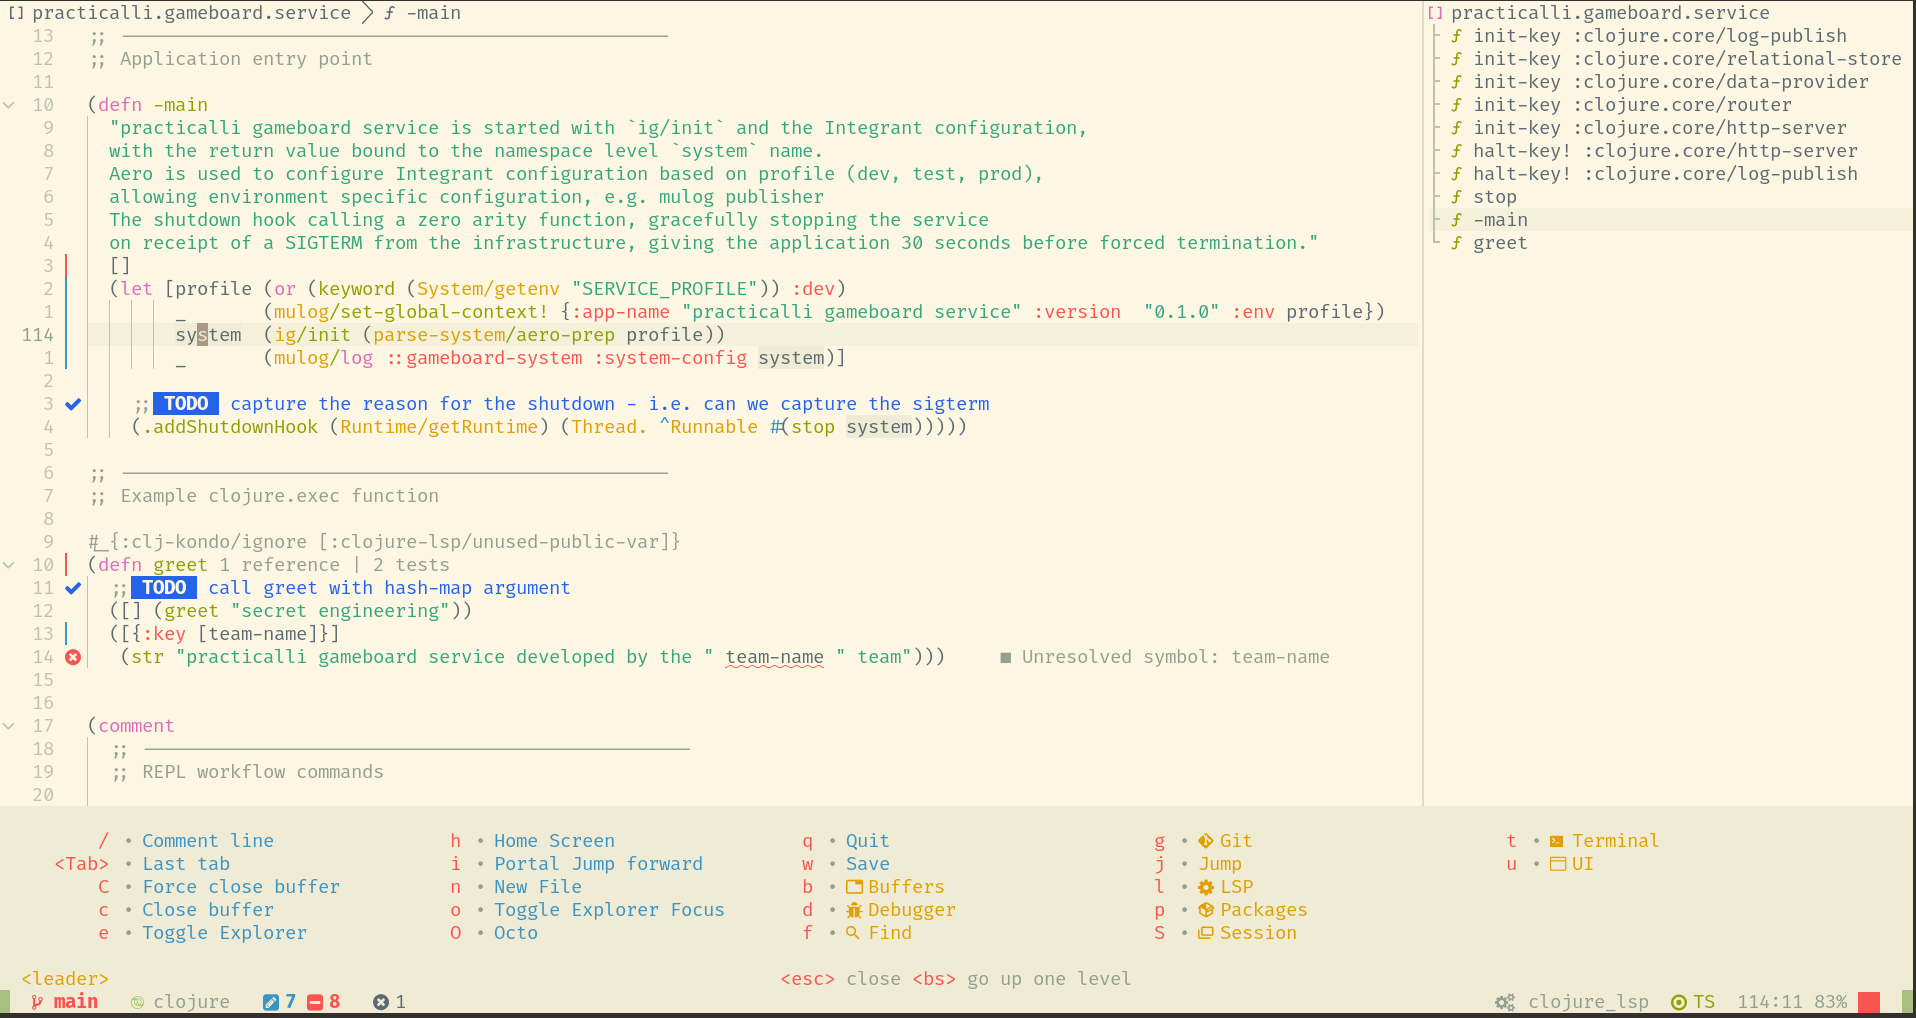 [] practicalli.gameboard.service > ƒ -main
13 ;; ──────────────────────────────
12 ;; Application entry point
11
10 (defn -main
9 "practicalli gameboard service is started with `ig/init` and the Integrant configuration,
8 with the return value bound to the namespace level `system` name.
7 Aero is used to configure Integrant configuration based on profile (dev, test, prod),
6 allowing environment specific configuration, e.g. mulog publisher
5 The shutdown hook calling a zero arity function, gracefully stopping the service
4 on receipt of a SIGTERM from the infrastructure, giving the application 30 seconds before forced termination."
3 []
2 (let [profile (or (keyword (System/getenv "SERVICE_PROFILE")) :dev)
1 _ (mulog/set-global-context! {:app-name "practicalli gameboard service" :version "0.1.0" :env profile})
114 system (ig/init (parse-system/aero-prep profile))
1 _ (mulog/log ::gameboard-system :system-config system)]
2
3 ;; TODO capture the reason for the shutdown - i.e. can we capture the sigterm
4 (.addShutdownHook (Runtime/getRuntime) (Thread. ^Runnable #(stop system)))))
5
6 ;; ──────────────────────────────
7 ;; Example clojure.exec function
8
9 #_{:clj-kondo/ignore [:clojure-lsp/unused-public-var]}
10 (defn greet 1 reference | 2 tests
11 ;; TODO call greet with hash-map argument
12 ([] (greet "secret engineering"))
13 ([{:key [team-name]}]
14 (str "practicalli gameboard service developed by the " team-name " team"))) ■ Unresolved symbol: team-name
15
16
17 (comment
18 ;; ──────────────────────────────
19 ;; REPL workflow commands
20
[] practicalli.gameboard.service
ƒ init-key :clojure.core/log-publish
ƒ init-key :clojure.core/relational-store
ƒ init-key :clojure.core/data-provider
ƒ init-key :clojure.core/router
ƒ init-key :clojure.core/http-server
ƒ halt-key! :clojure.core/http-server
ƒ halt-key! :clojure.core/log-publish
ƒ stop
ƒ -main
ƒ greet
/ • Comment line h • Home Screen q • Quit g • Git t • Terminal
<Tab> • Last tab i • Portal Jump forward w • Save j • Jump u • UI
C • Force close buffer n • New File b • Buffers l • LSP
c • Close buffer o • Toggle Explorer Focus d • Debugger p • Packages
e • Toggle Explorer O • Octo f • Find S • Session
<leader> <esc> close <bs> go up one level
main clojure 7 8 1 clojure_lsp TS 114:11 83%